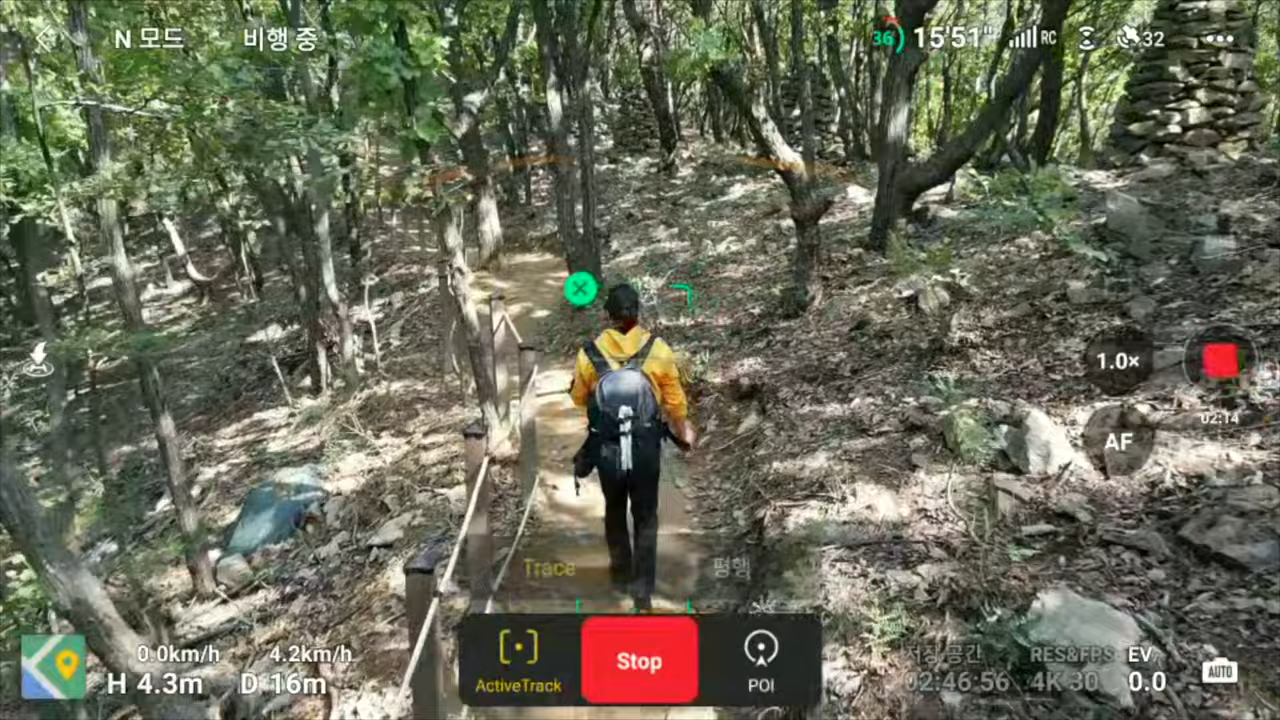 N 모드 비행 중 36 15'51" RC 32
1.0×
02:14
AF
Trace 평행
0.0km/h 4.2km/h
H 4.3m D 16m
ActiveTrack Stop POI
저장 공간 RES&FPS EV
02:46:56 4K 30 0.0
AUTO